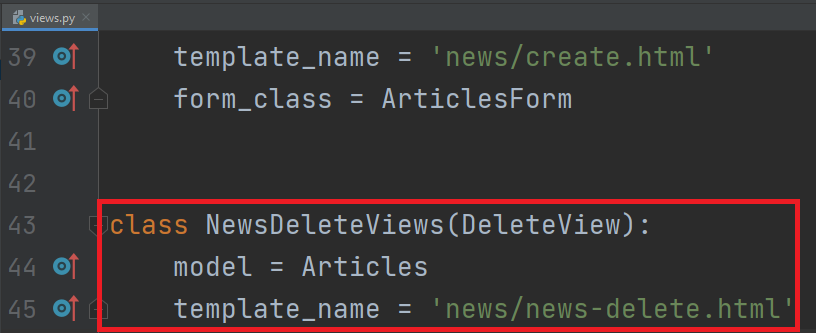 views.py
39 template_name = 'news/create.html'
40 form_class = ArticlesForm
41
42
43 class NewsDeleteViews(DeleteView):
44 model = Articles
45 template_name = 'news/news-delete.html'